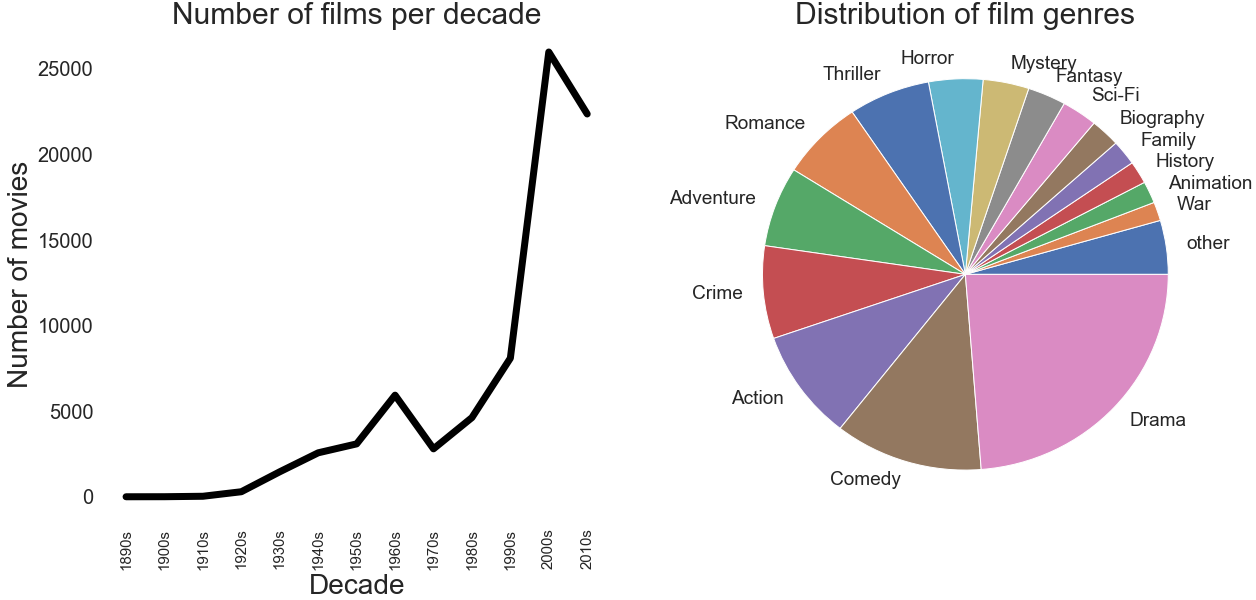 Number of films per decade
Number of movies
25000
20000
15000
10000
5000
0
1890s
1900s
1910s
1920s
1930s
1940s
1950s
1960s
1970s
1980s
1990s
2000s
2010s
Decade
Distribution of film genres
Horror
Mystery
Thriller
Fantasy
Sci-Fi
Romance
Biography
Family
History
Adventure
Animation
War
other
Crime
Action
Drama
Comedy